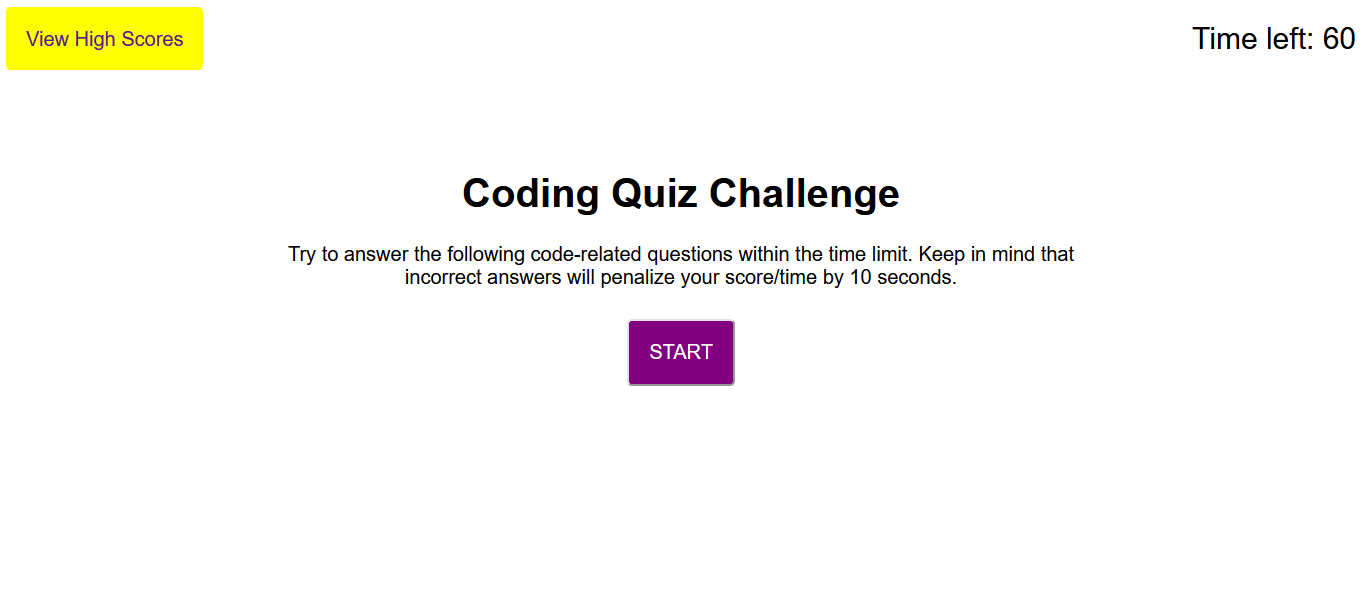 View High Scores
Time left: 60
Coding Quiz Challenge
Try to answer the following code-related questions within the time limit. Keep in mind that
incorrect answers will penalize your score/time by 10 seconds.
START